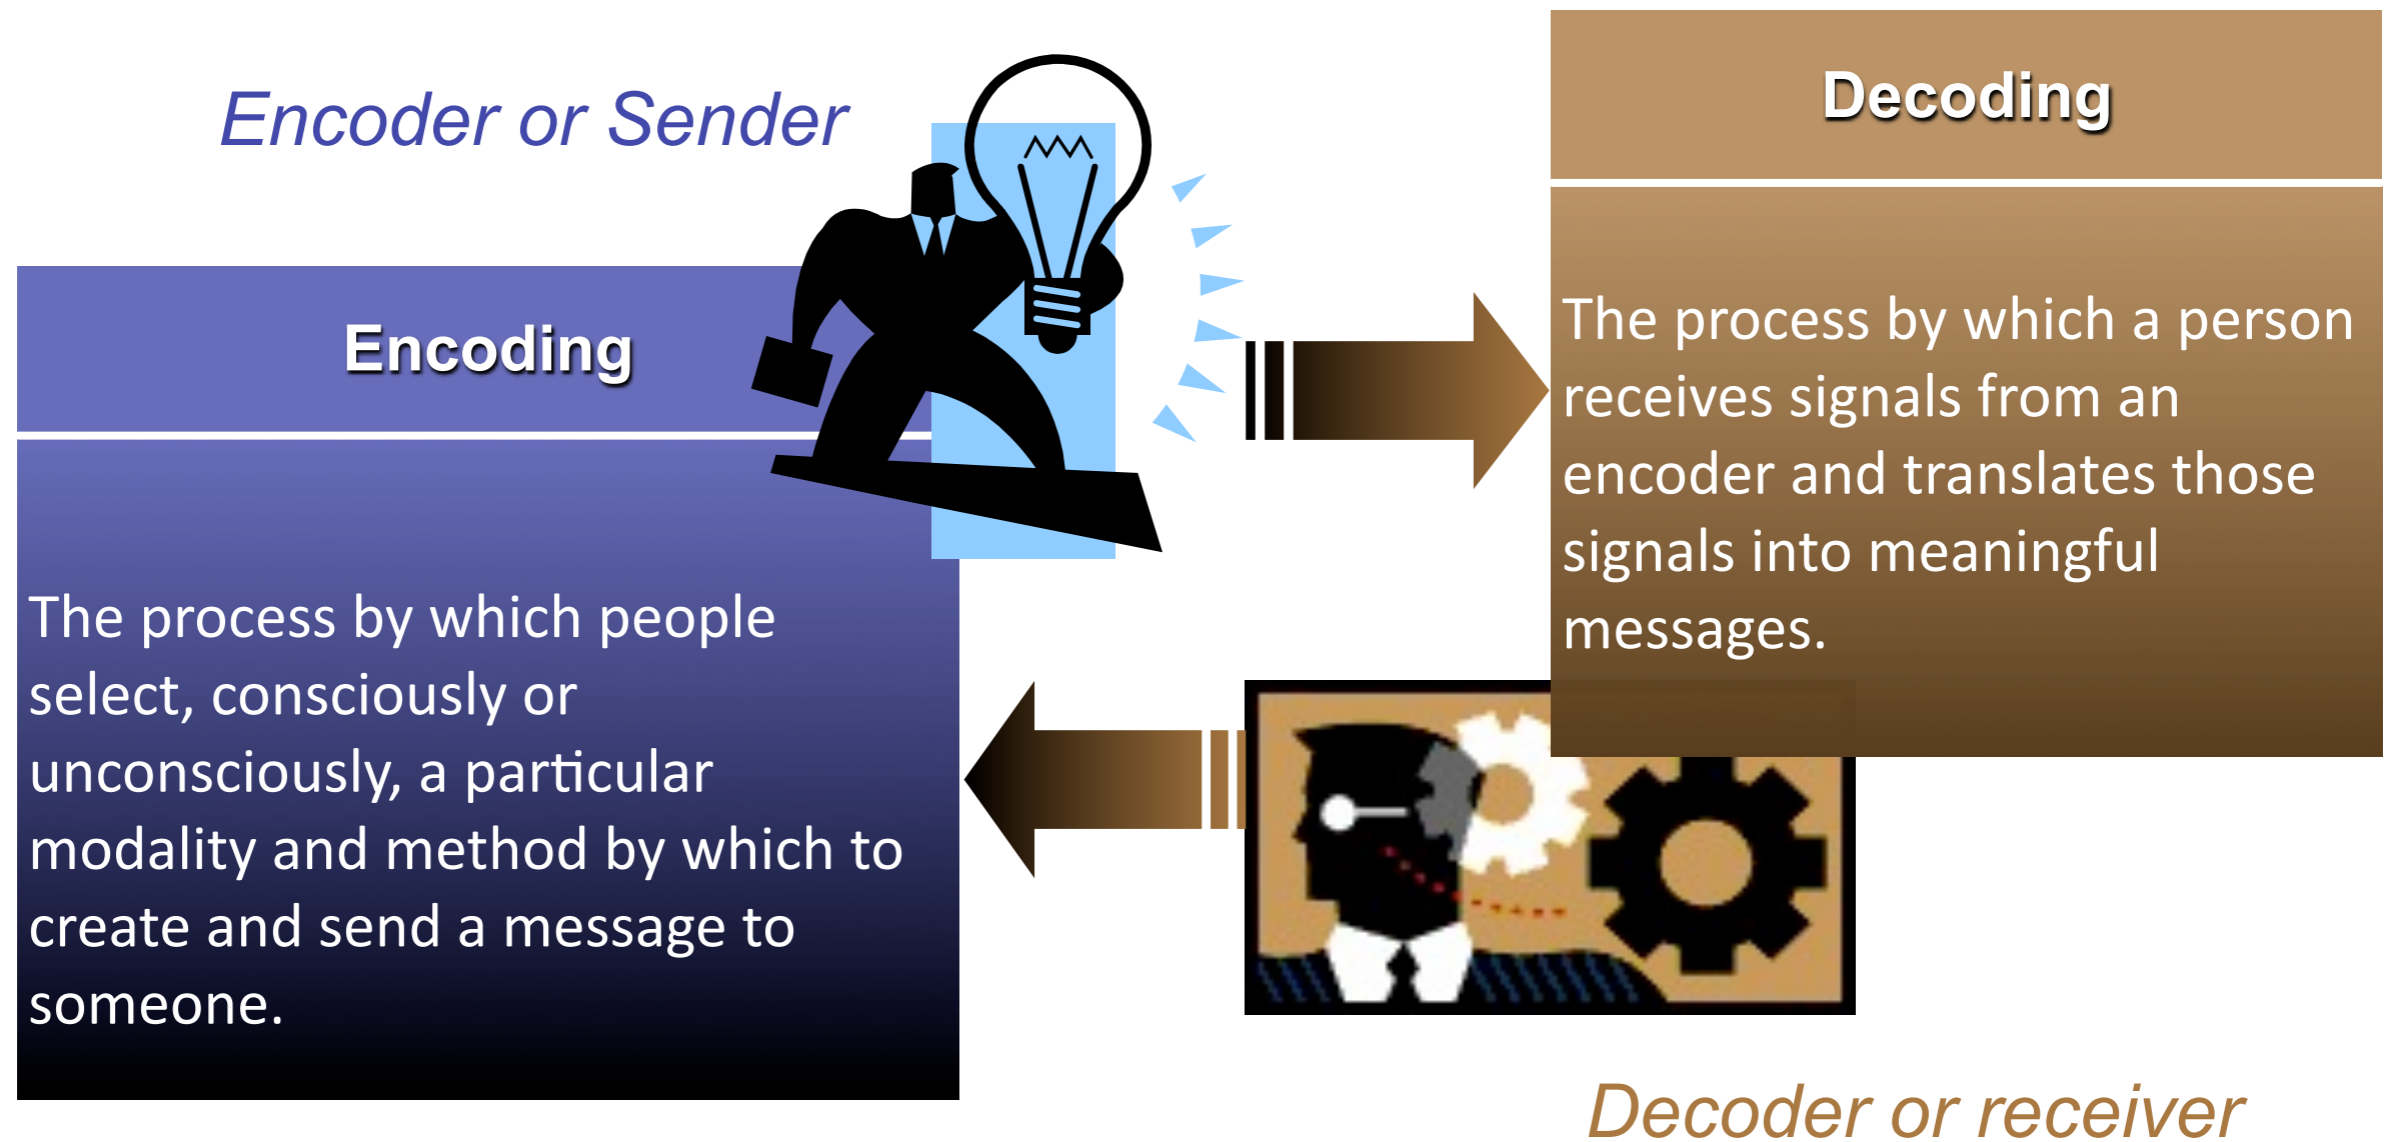 Encoder or Sender
Encoding
The process by which people
select, consciously or
unconsciously, a particular
modality and method by which to
create and send a message to
someone.
Decoding
The process by which a person
receives signals from an
encoder and translates those
signals into meaningful
messages.
Decoder or receiver